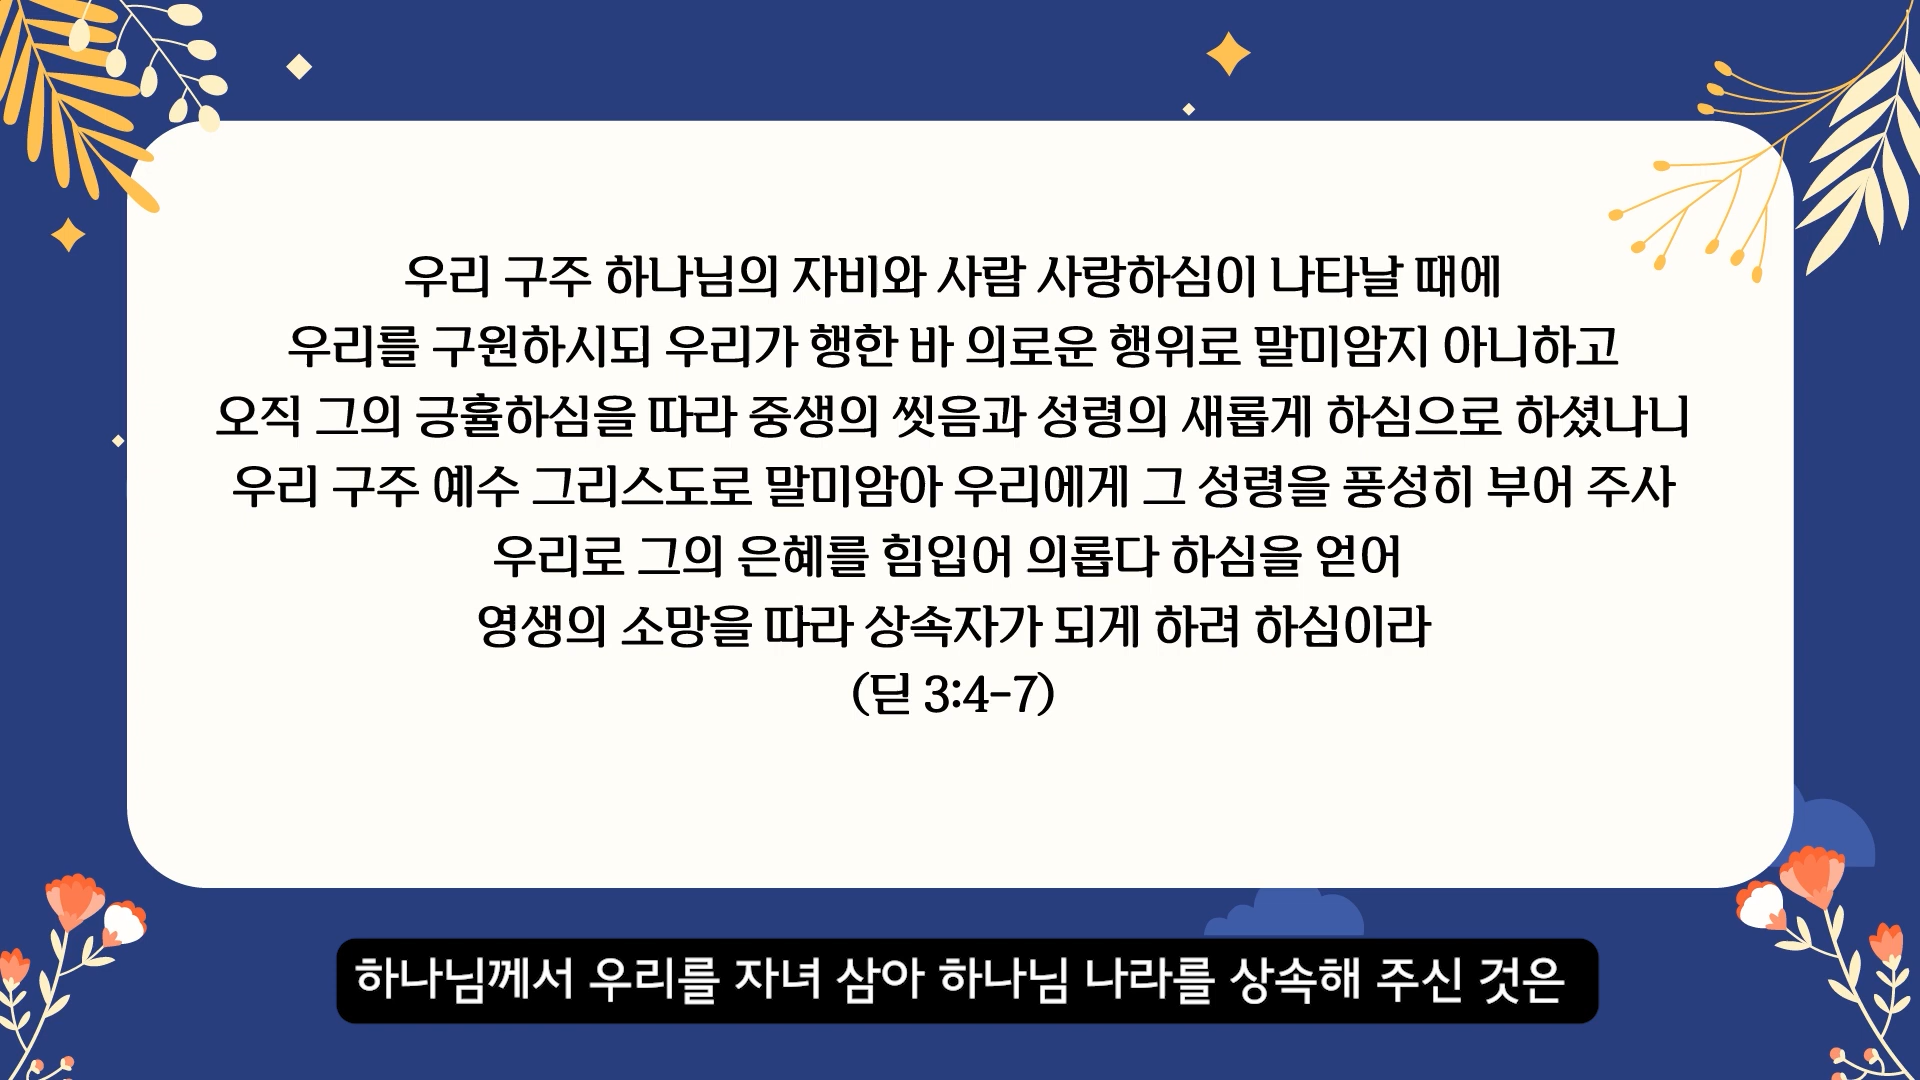 우리 구주 하나님의 자비와 사람 사랑하심이 나타날 때에
우리를 구원하시되 우리가 행한 바 의로운 행위로 말미암지 아니하고
오직 그의 긍휼하심을 따라 중생의 씻음과 성령의 새롭게 하심으로 하셨나니
우리 구주 예수 그리스도로 말미암아 우리에게 그 성령을 풍성히 부어 주사
우리로 그의 은혜를 힘입어 의롭다 하심을 얻어
영생의 소망을 따라 상속자가 되게 하려 하심이라
(딛 3:4-7)
하나님께서 우리를 자녀 삼아 하나님 나라를 상속해 주신 것은